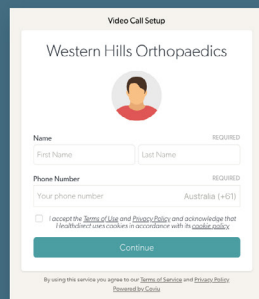 Video Call Setup
Western Hills Orthopaedics
Name REQUIRED
First Name Last Name
Phone Number REQUIRED
Your phone number Australia (+61)
I accept the Terms of Use and Privacy Policy and acknowledge that
Healthdirect uses cookies in accordance with its cookie policy
Continue
By using this service you agree to our Terms of Service and Privacy Policy
Powered by Coviu